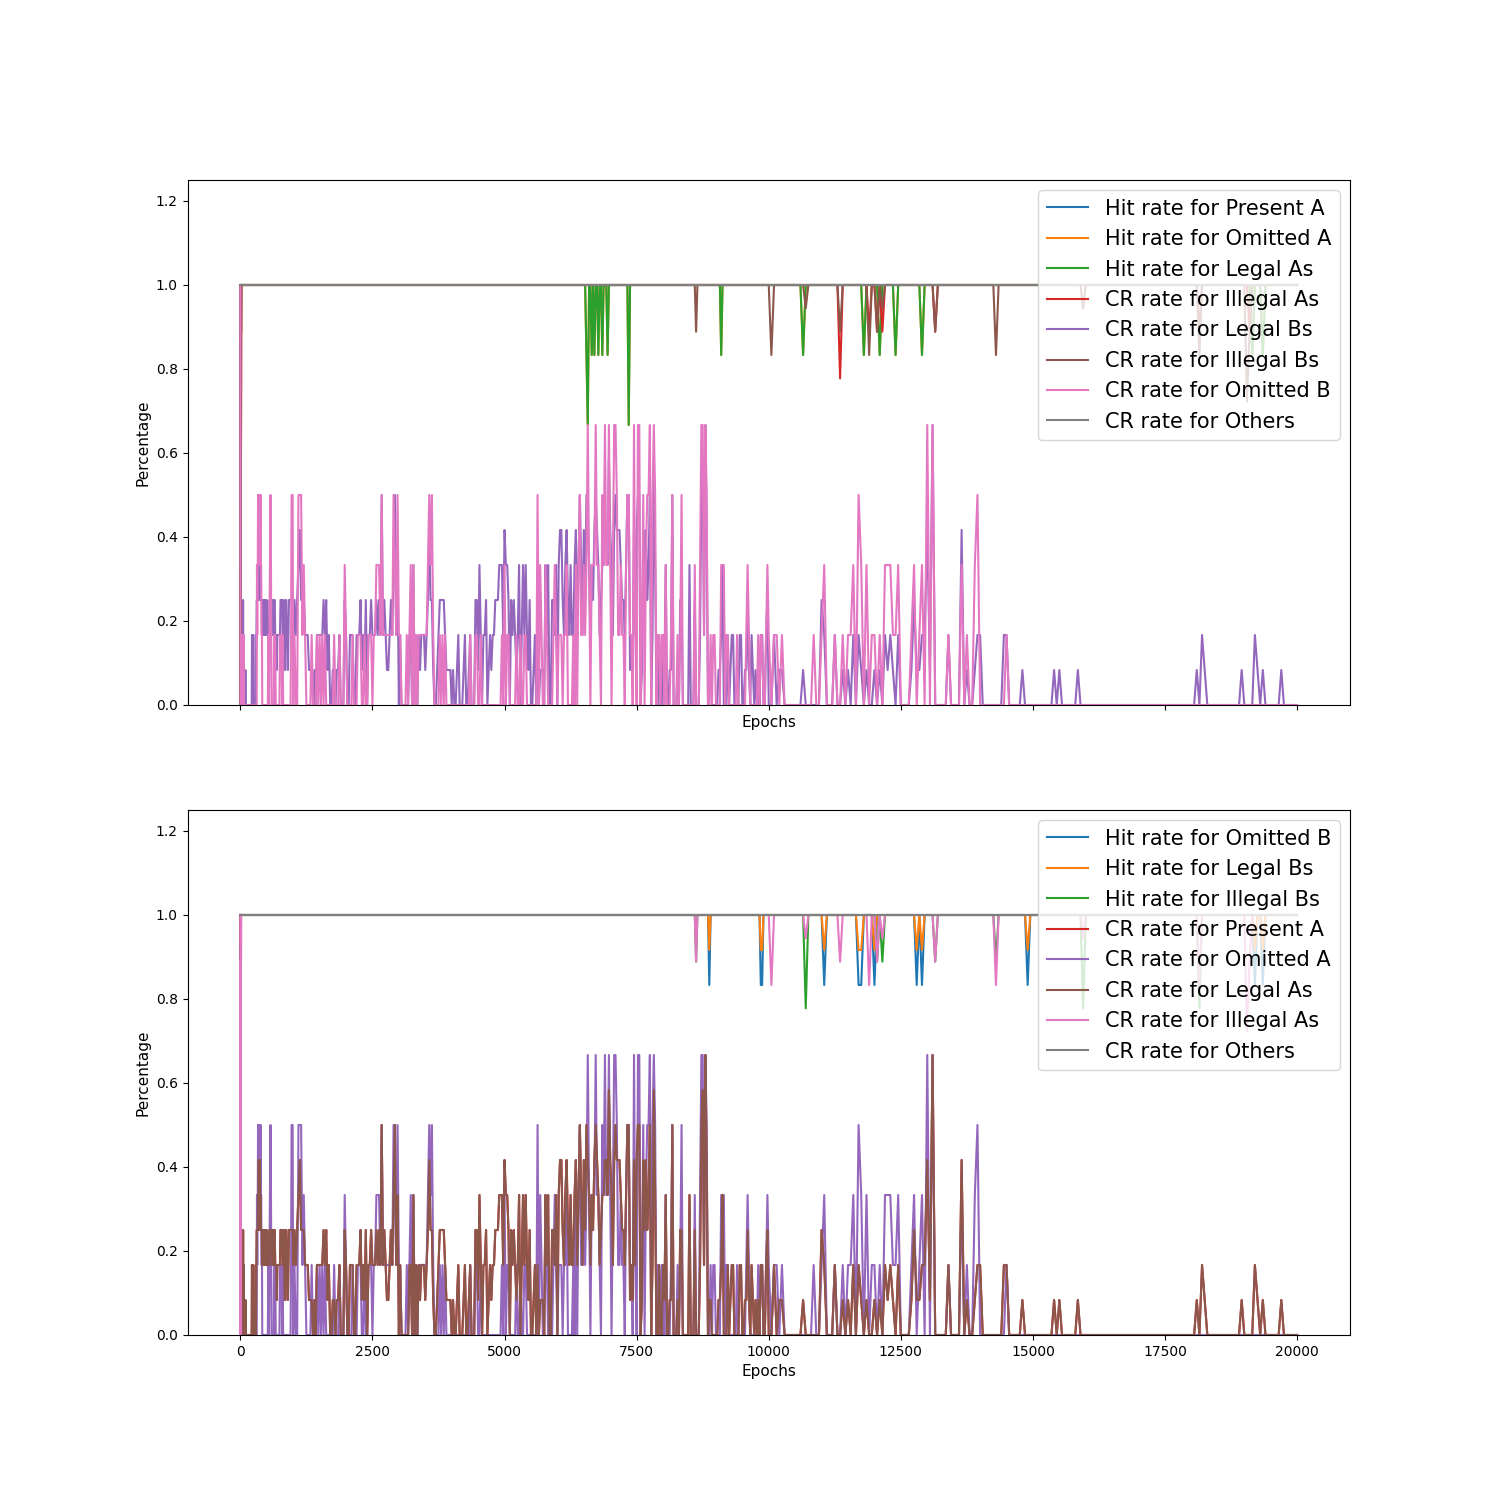 1.2
1.0
0.8
0.6
0.4
0.2
0.0
Percentage
Epochs
Hit rate for Present A
Hit rate for Omitted A
Hit rate for Legal As
CR rate for Illegal As
CR rate for Legal Bs
CR rate for Illegal Bs
CR rate for Omitted B
CR rate for Others
1.2
1.0
0.8
0.6
0.4
0.2
0.0
Percentage
0 2500 5000 7500 10000 12500 15000 17500 20000
Epochs
Hit rate for Omitted B
Hit rate for Legal Bs
Hit rate for Illegal Bs
CR rate for Present A
CR rate for Omitted A
CR rate for Legal As
CR rate for Illegal As
CR rate for Others